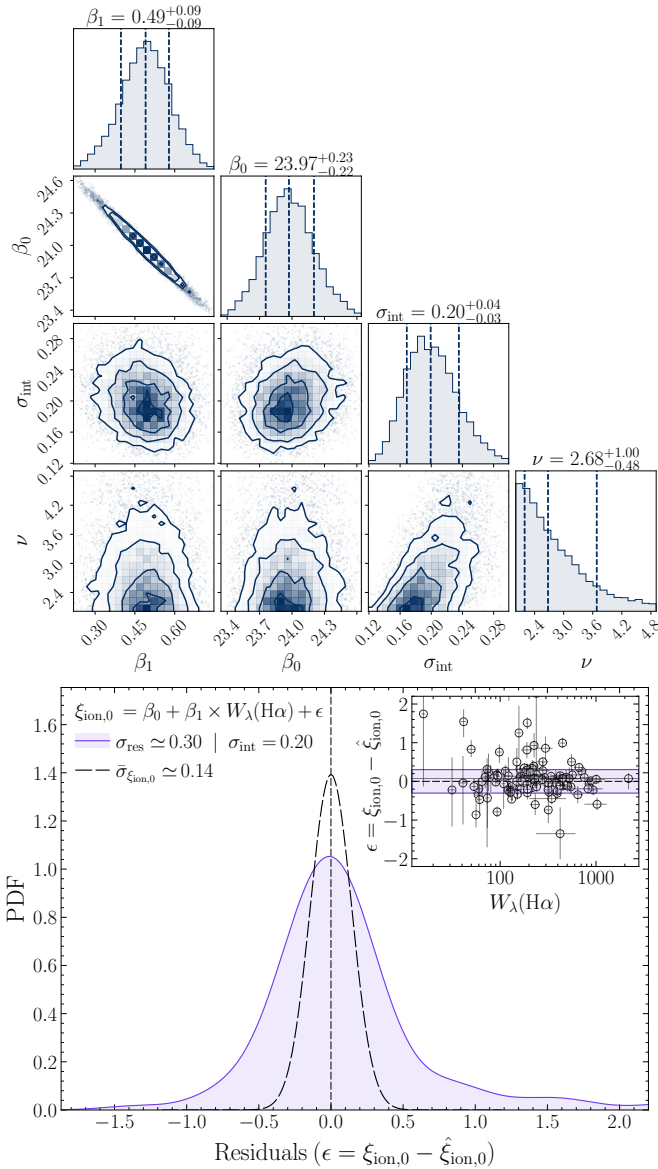 β₁ = 0.49+0.09−0.09
β₀ = 23.97+0.23−0.22
σint = 0.20+0.04−0.03
ν = 2.68+1.00−0.48
β₀
24.6
24.3
24.0
23.7
23.4
σint
0.28
0.24
0.20
0.16
0.12
ν
4.2
3.6
3.0
2.4
0.30 0.45 0.60
23.4 23.7 24.0 24.3
0.12 0.16 0.20 0.24 0.28
2.4 3.0 3.6 4.2 4.8
β₁ β₀ σint ν
ξion,0 = β₀ + β₁ × Wλ(Hα) + ϵ
σres ≃ 0.30 | σint = 0.20
σ̄ξion,0 ≃ 0.14
ϵ = ξion,0 − ξ̂ion,0
2
1
0
−1
−2
100 1000
Wλ(Hα)
PDF
1.6
1.4
1.2
1.0
0.8
0.6
0.4
0.2
0.0
−1.5 −1.0 −0.5 0.0 0.5 1.0 1.5 2.0
Residuals (ϵ = ξion,0 − ξ̂ion,0)